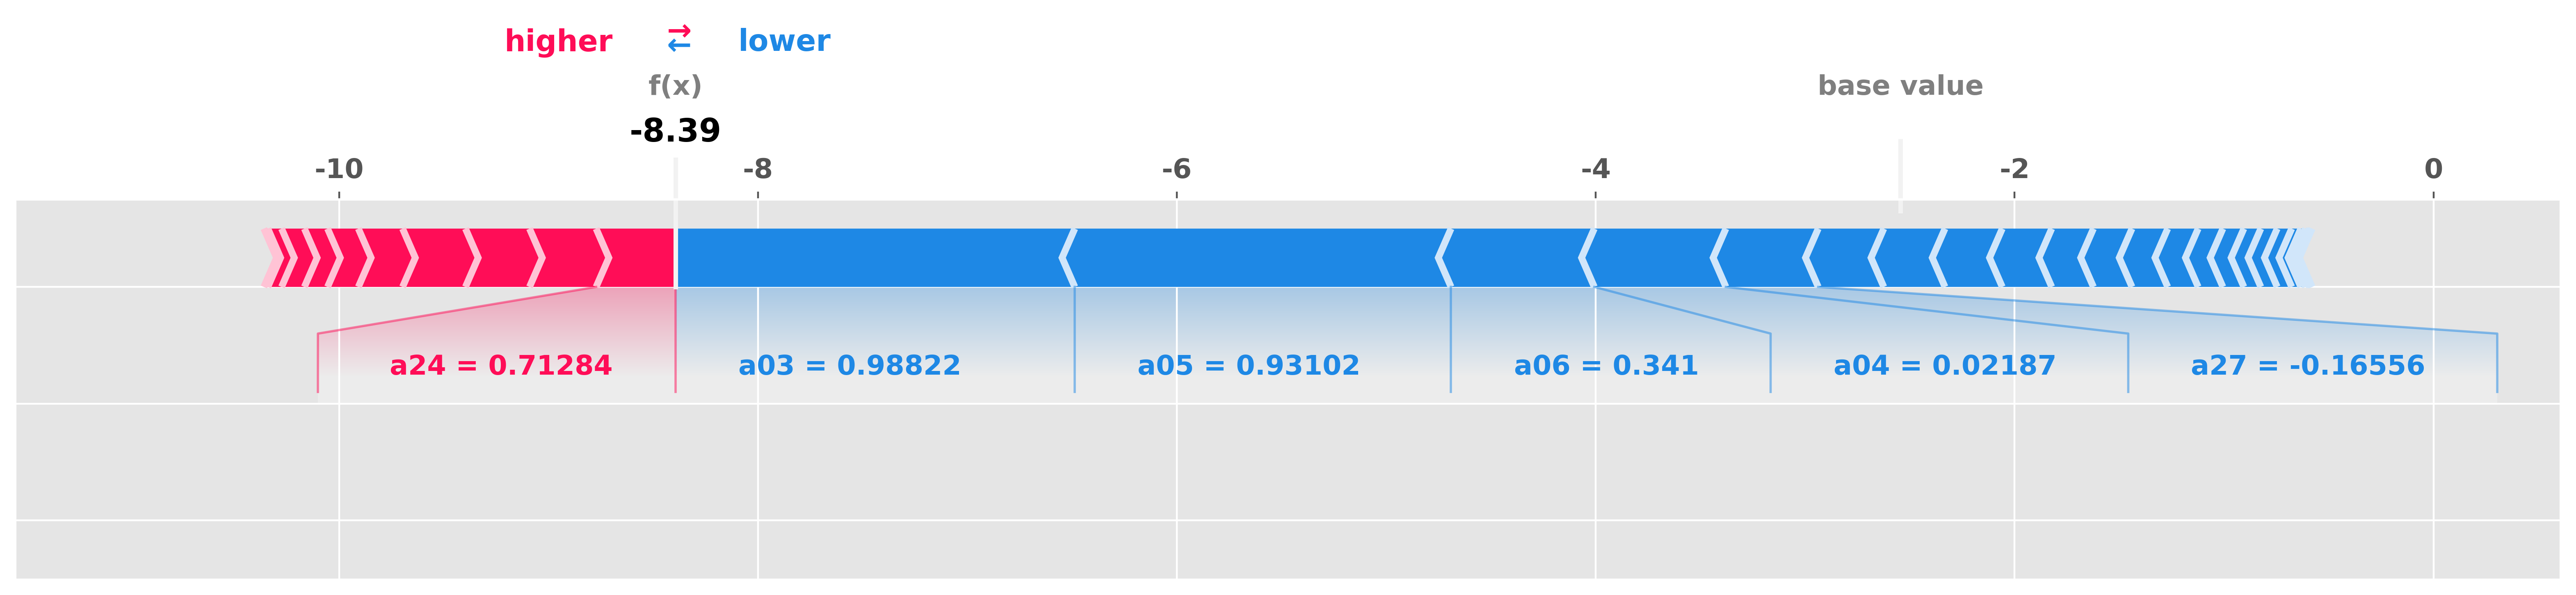 higher ⇄ lower
f(x) base value
-8.39
-10 -8 -6 -4 -2 0
a24 = 0.71284 a03 = 0.98822 a05 = 0.93102 a06 = 0.341 a04 = 0.02187 a27 = -0.16556